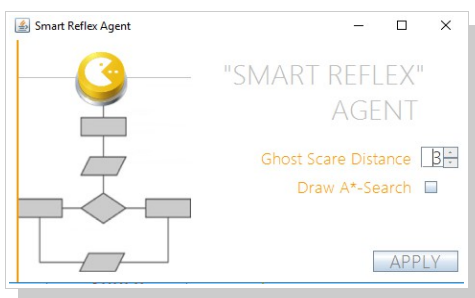 Smart Reflex Agent
"SMART REFLEX"
AGENT
Ghost Scare Distance 3
Draw A*-Search
APPLY